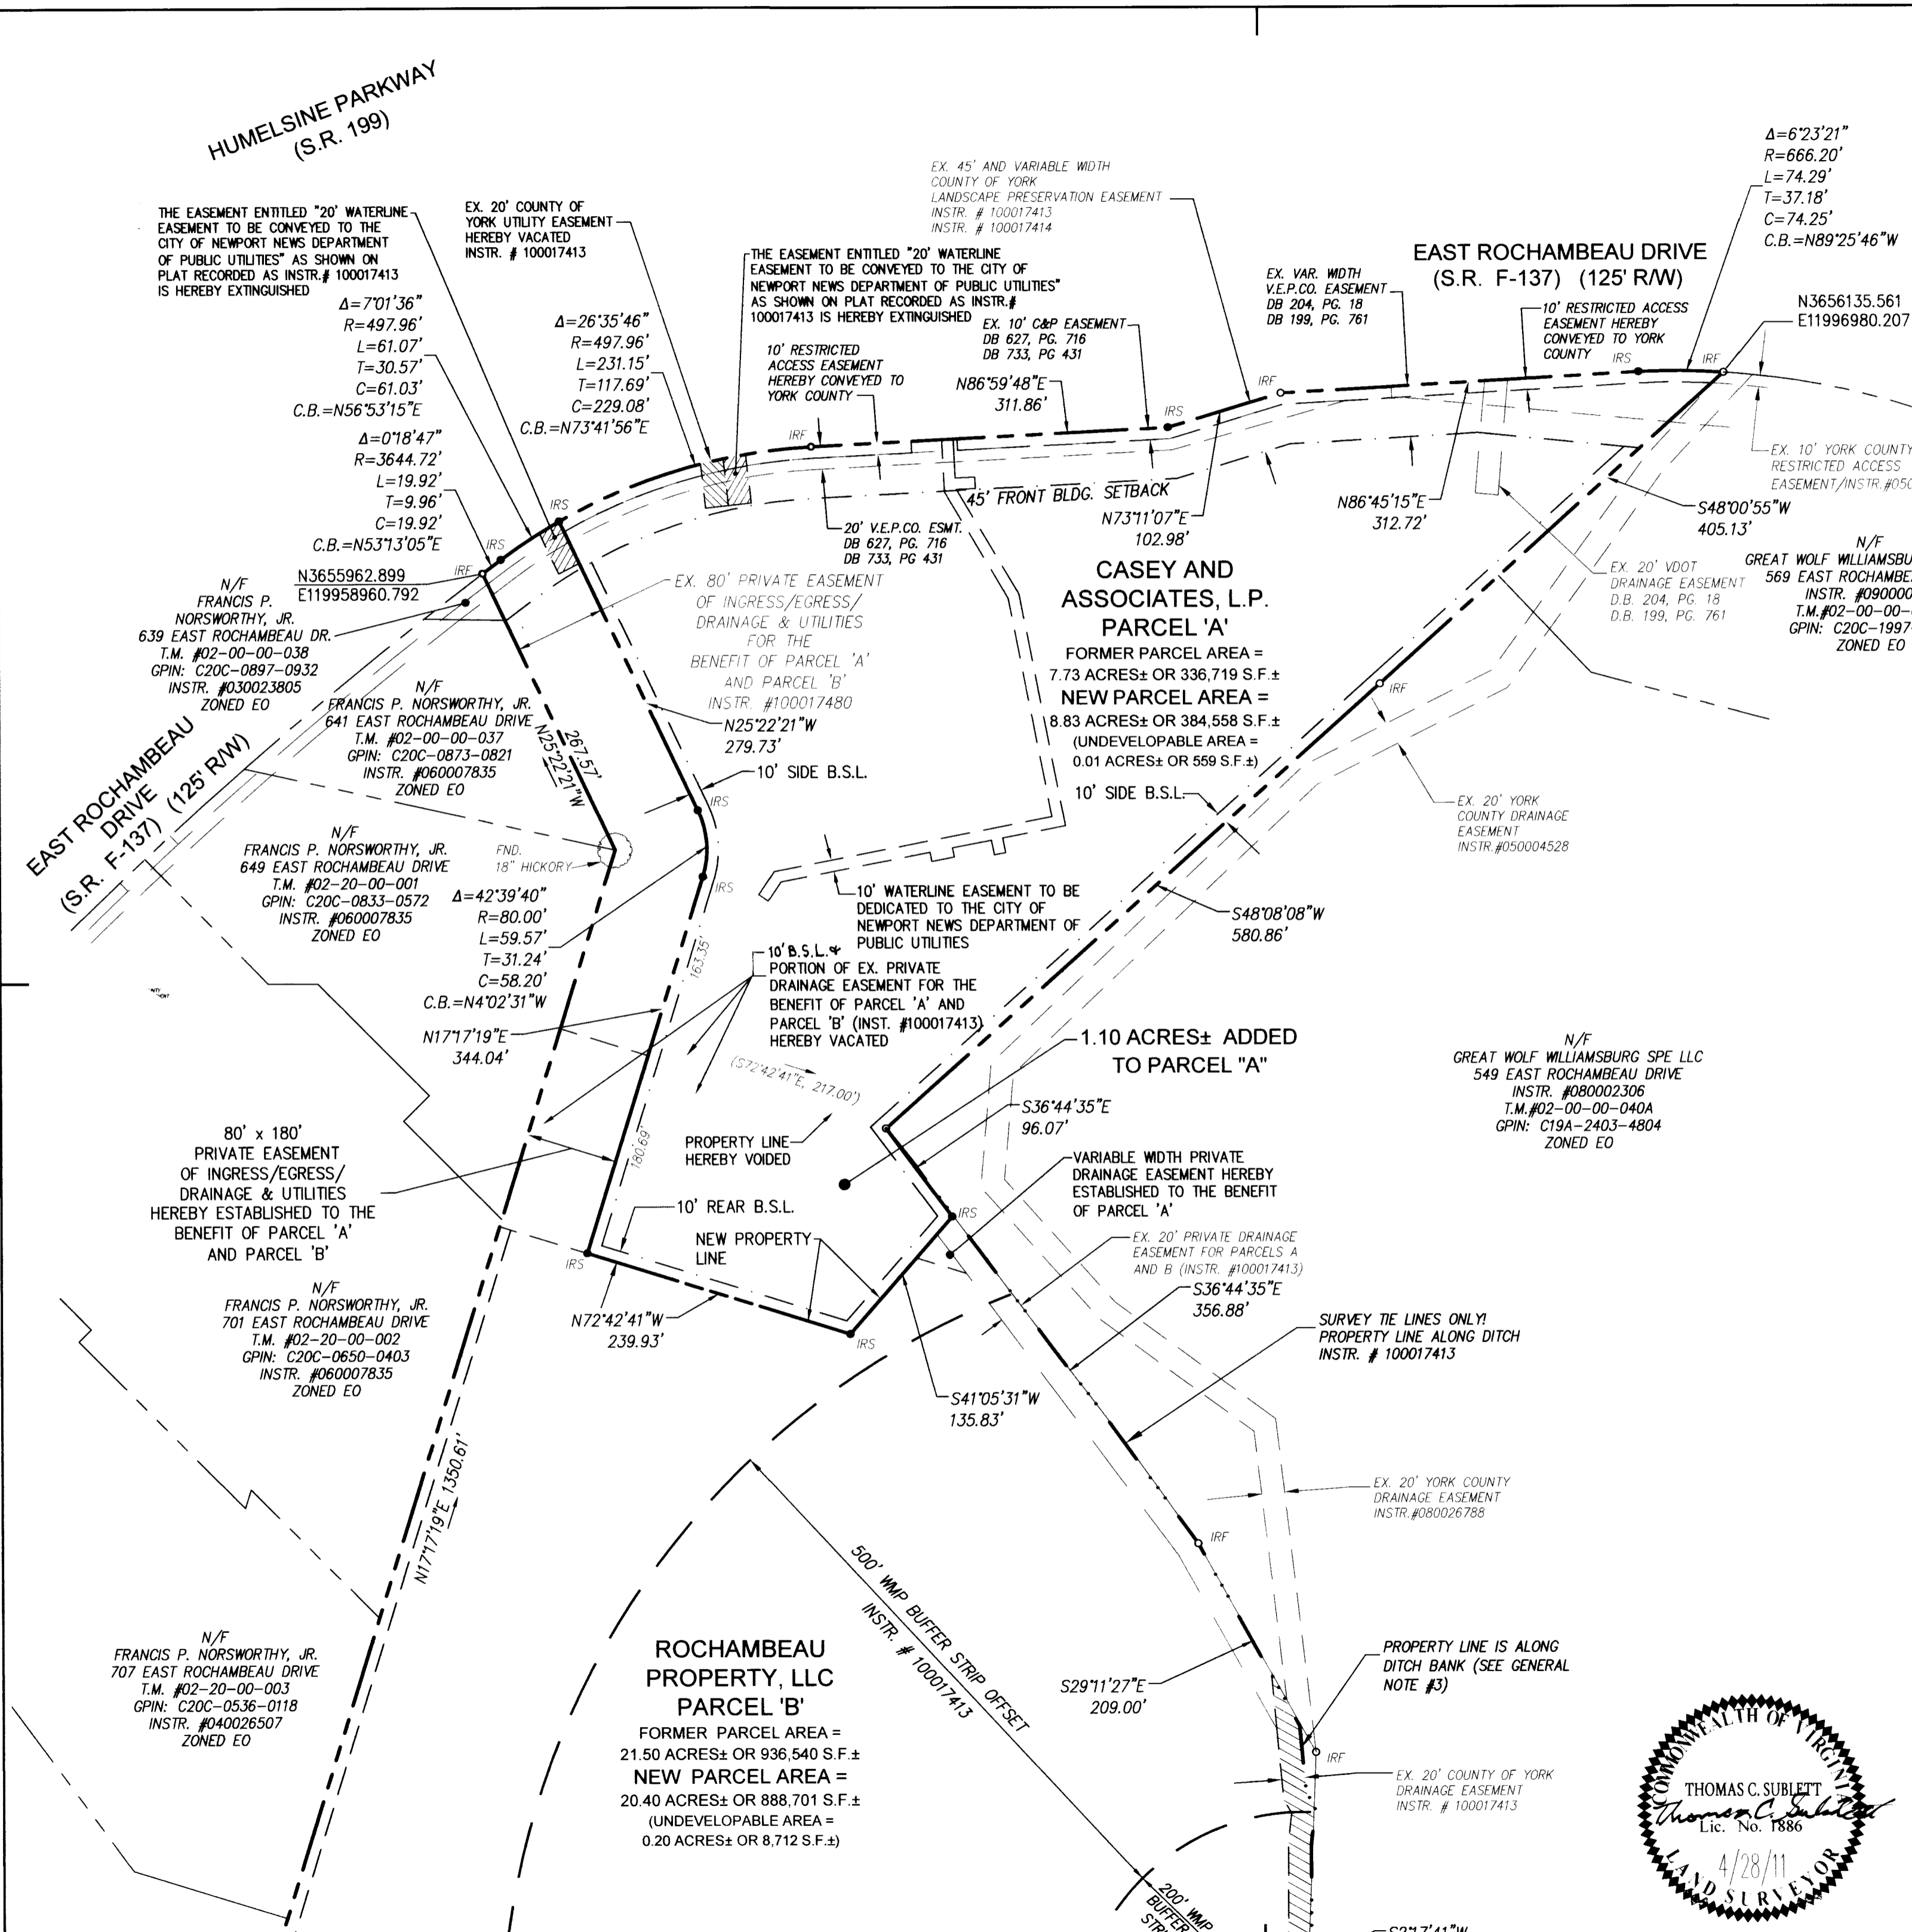 HUMELSINE PARKWAY
(S.R. 199)
THE EASEMENT ENTITLED "20' WATERLINE
EASEMENT TO BE CONVEYED TO THE
CITY OF NEWPORT NEWS DEPARTMENT
OF PUBLIC UTILITIES" AS SHOWN ON
PLAT RECORDED AS INSTR.# 100017413
IS HEREBY EXTINGUISHED
EX. 20' COUNTY OF
YORK UTILITY EASEMENT
HEREBY VACATED
INSTR. # 100017413
THE EASEMENT ENTITLED "20' WATERLINE
EASEMENT TO BE CONVEYED TO THE CITY OF
NEWPORT NEWS DEPARTMENT OF PUBLIC UTILITIES"
AS SHOWN ON PLAT RECORDED AS INSTR.#
100017413 IS HEREBY EXTINGUISHED
EX. 45' AND VARIABLE WIDTH
COUNTY OF YORK
LANDSCAPE PRESERVATION EASEMENT
INSTR. # 100017413
INSTR. # 100017414
EX. VAR. WIDTH
V.E.P.CO. EASEMENT
DB 204, PG. 18
DB 199, PG. 761
EAST ROCHAMBEAU DRIVE
(S.R. F-137) (125' R/W)
10' RESTRICTED ACCESS
EASEMENT HEREBY
CONVEYED TO YORK
COUNTY
Δ=6°23'21"
R=666.20'
L=74.29'
T=37.18'
C=74.25'
C.B.=N89°25'46"W
N3656135.561
E11996980.207
Δ=7°01'36"
R=497.96'
L=61.07'
T=30.57'
C=61.03'
C.B.=N56°53'15"E
Δ=26°35'46"
R=497.96'
L=231.15'
T=117.69'
C=229.08'
C.B.=N73°41'56"E
10' RESTRICTED
ACCESS EASEMENT
HEREBY CONVEYED TO
YORK COUNTY
EX. 10' C&P EASEMENT
DB 627, PG. 716
DB 733, PG 431
N86°59'48"E
311.86'
IRS
IRF
IRF
IRS
IRF
Δ=0°18'47"
R=3644.72'
L=19.92'
T=9.96'
C=19.92'
C.B.=N53°13'05"E
IRS
IRS
IRF
N3655962.899
E119958960.792
45' FRONT BLDG. SETBACK
N73°11'07"E
102.98'
N86°45'15"E
312.72'
EX. 10' YORK COUNTY
RESTRICTED ACCESS
S48°00'55"W
405.13'
20' V.E.P.CO. ESMT.
DB 627, PG. 716
DB 733, PG 431
N/F
FRANCIS P.
NORSWORTHY, JR.
639 EAST ROCHAMBEAU DR.
T.M. #02-00-00-038
GPIN: C20C-0897-0932
INSTR. #030023805
ZONED EO
EX. 80' PRIVATE EASEMENT
OF INGRESS/EGRESS/
DRAINAGE & UTILITIES
FOR THE
BENEFIT OF PARCEL 'A'
AND PARCEL 'B'
INSTR. #100017480
CASEY AND
ASSOCIATES, L.P.
PARCEL 'A'
FORMER PARCEL AREA =
7.73 ACRES± OR 336,719 S.F.±
NEW PARCEL AREA =
8.83 ACRES± OR 384,558 S.F.±
(UNDEVELOPABLE AREA =
0.01 ACRES± OR 559 S.F.±)
EX. 20' VDOT
DRAINAGE EASEMENT
D.B. 204, PG. 18
D.B. 199, PG. 761
N/F
GREAT WOLF
569 EAST
ZONED EO
N/F
FRANCIS P. NORSWORTHY, JR.
641 EAST ROCHAMBEAU DRIVE
T.M. #02-00-00-037
GPIN: C20C-0873-0821
INSTR. #060007835
ZONED EO
N25°22'21"W
267.57'
N25°22'21"W
279.73'
10' SIDE B.S.L.
IRF
10' SIDE B.S.L.
IRS
EAST ROCHAMBEAU
DRIVE
(S.R. F-137) (125' R/W)
EX. 20' YORK
COUNTY DRAINAGE
EASEMENT
INSTR.#050004528
N/F
FRANCIS P. NORSWORTHY, JR.
649 EAST ROCHAMBEAU DRIVE
T.M. #02-20-00-001
GPIN: C20C-0833-0572
INSTR. #060007835
ZONED EO
FND.
18" HICKORY
IRS
Δ=42°39'40"
R=80.00'
L=59.57'
T=31.24'
C=58.20'
C.B.=N4°02'31"W
10' WATERLINE EASEMENT TO BE
DEDICATED TO THE CITY OF
NEWPORT NEWS DEPARTMENT OF
PUBLIC UTILITIES
S48°08'08"W
580.86'
163.35'
10' B.S.L.&
PORTION OF EX. PRIVATE
DRAINAGE EASEMENT FOR THE
BENEFIT OF PARCEL 'A' AND
PARCEL 'B' (INST. #100017413)
HEREBY VACATED
N17°17'19"E
344.04'
(S72°42'41"E, 217.00')
1.10 ACRES± ADDED
TO PARCEL "A"
N/F
GREAT WOLF WILLIAMSBURG SPE LLC
549 EAST ROCHAMBEAU DRIVE
INSTR. #080002306
T.M.#02-00-00-040A
GPIN: C19A-2403-4804
ZONED EO
S36°44'35"E
96.07'
80' x 180'
PRIVATE EASEMENT
OF INGRESS/EGRESS/
DRAINAGE & UTILITIES
HEREBY ESTABLISHED TO THE
BENEFIT OF PARCEL 'A'
AND PARCEL 'B'
180.69'
PROPERTY LINE
HEREBY VOIDED
VARIABLE WIDTH PRIVATE
DRAINAGE EASEMENT HEREBY
ESTABLISHED TO THE BENEFIT
OF PARCEL 'A'
10' REAR B.S.L.
IRS
NEW PROPERTY
LINE
EX. 20' PRIVATE DRAINAGE
EASEMENT FOR PARCELS A
AND B (INSTR. #100017413)
IRS
S36°44'35"E
356.88'
N/F
FRANCIS P. NORSWORTHY, JR.
701 EAST ROCHAMBEAU DRIVE
T.M. #02-20-00-002
GPIN: C20C-0650-0403
INSTR. #060007835
ZONED EO
N72°42'41"W
239.93'
IRS
SURVEY TIE LINES ONLY!
PROPERTY LINE ALONG DITCH
INSTR. # 100017413
S41°05'31"W
135.83'
N17°17'19"E 1350.61'
EX. 20' YORK COUNTY
DRAINAGE EASEMENT
INSTR.#080026788
IRF
500' WMP BUFFER STRIP OFFSET
INSTR. # 100017413
N/F
FRANCIS P. NORSWORTHY, JR.
707 EAST ROCHAMBEAU DRIVE
T.M. #02-20-00-003
GPIN: C20C-0536-0118
INSTR. #040026507
ZONED EO
ROCHAMBEAU
PROPERTY, LLC
PARCEL 'B'
FORMER PARCEL AREA =
21.50 ACRES± OR 936,540 S.F.±
NEW PARCEL AREA =
20.40 ACRES± OR 888,701 S.F.±
(UNDEVELOPABLE AREA =
0.20 ACRES± OR 8,712 S.F.±)
S29°11'27"E
209.00'
PROPERTY LINE IS ALONG
DITCH BANK (SEE GENERAL
NOTE #3)
IRF
EX. 20' COUNTY OF YORK
DRAINAGE EASEMENT
INSTR. # 100017413
200' WMP
BUFFER
COMMONWEALTH OF VIRGINIA
THOMAS C. SUBLETT
Thomas C. Sublett
Lic. No. 1886
4/28/11
LAND SURVEYOR
S2°17'41"W